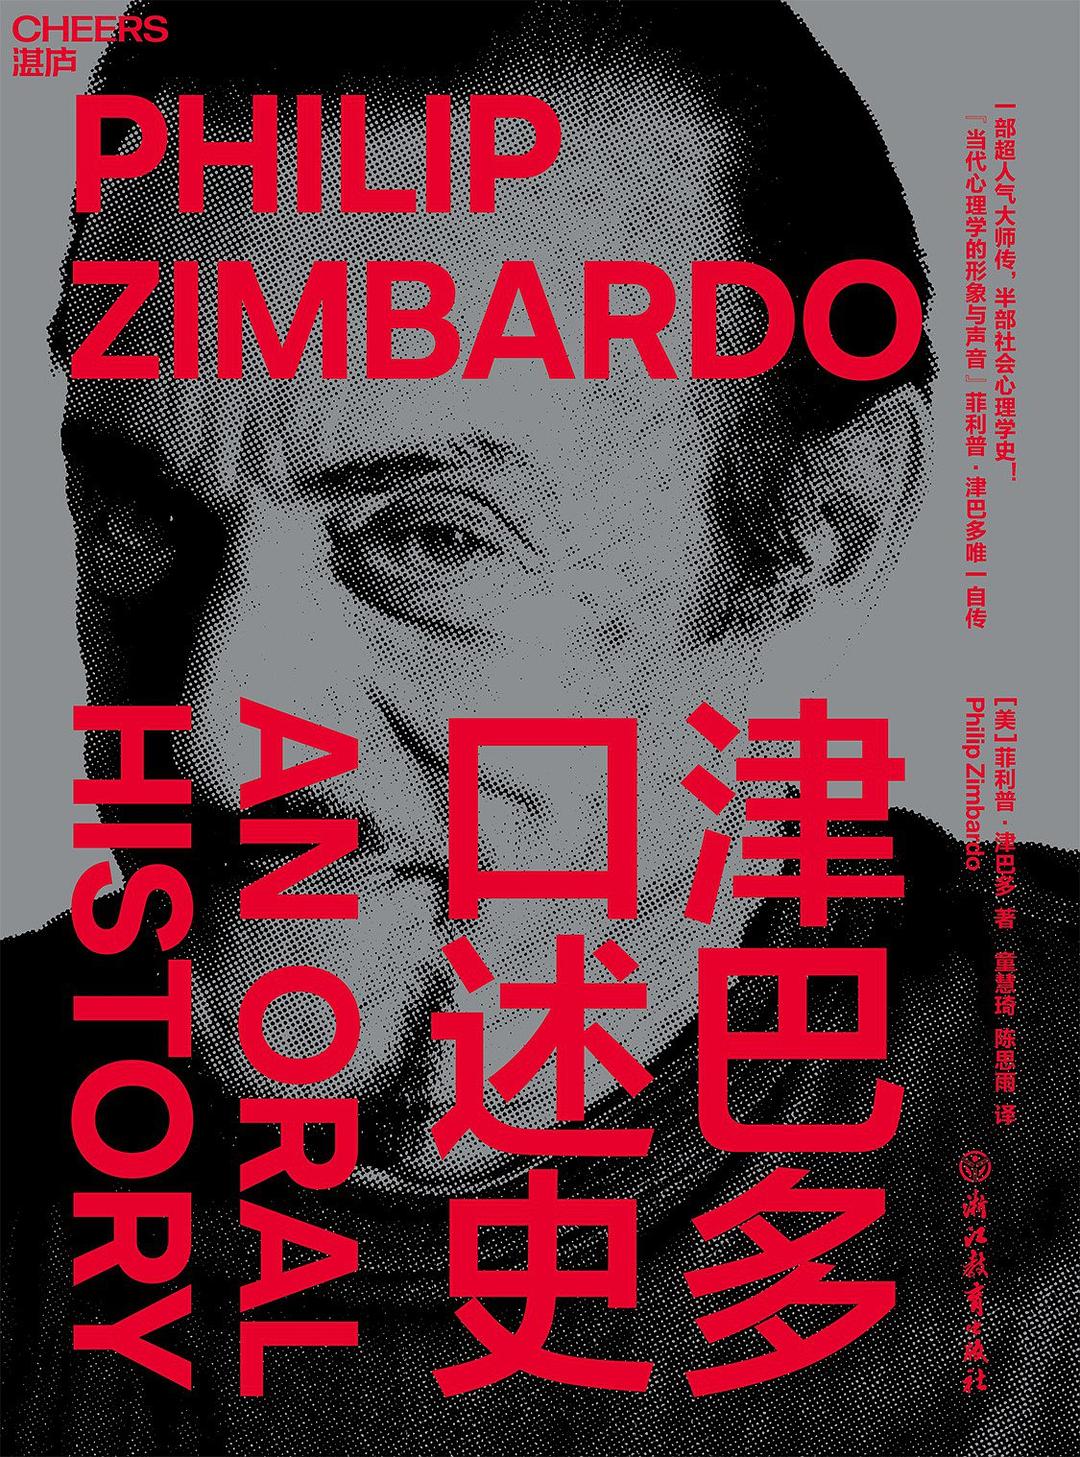 CHEERS
湛庐
PHILIP
ZIMBARDO
一部超人气大师传，半部社会心理学史！
『当代心理学的形象与声音』菲利普·津巴多唯一自传
津巴多
口述史
AN ORAL
HISTORY
[美]菲利普·津巴多 著 童慧琦 陈思雨 译
Philip Zimbardo
浙江教育出版社